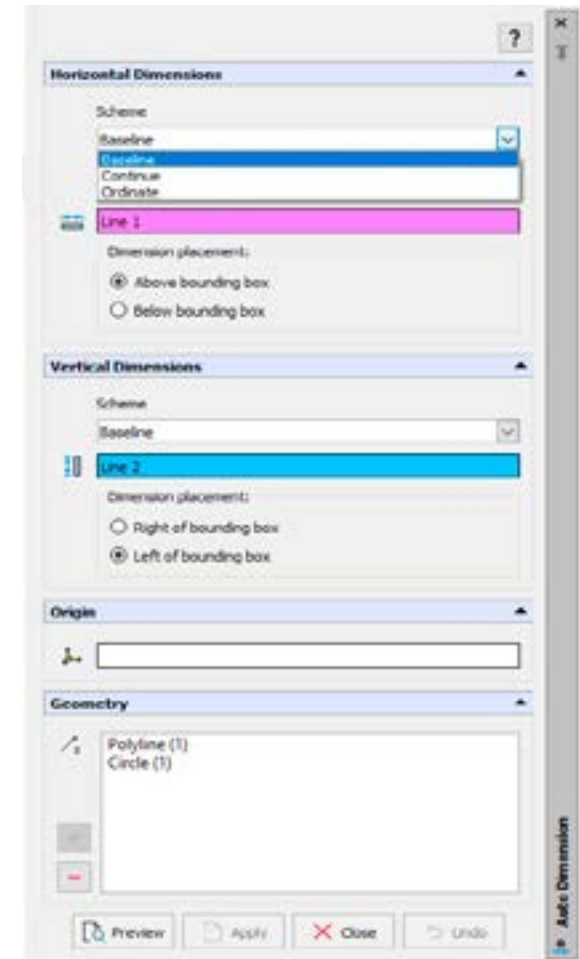 ?
Horizontal Dimensions
Scheme
Baseline
Baseline
Continue
Ordinate
Line 1
Dimension placement:
Above bounding box
Below bounding box
Vertical Dimensions
Scheme
Baseline
Line 2
Dimension placement:
Right of bounding box
Left of bounding box
Origin
Geometry
Polyline (1)
Circle (1)
Preview Apply Close Undo
Auto Dimension